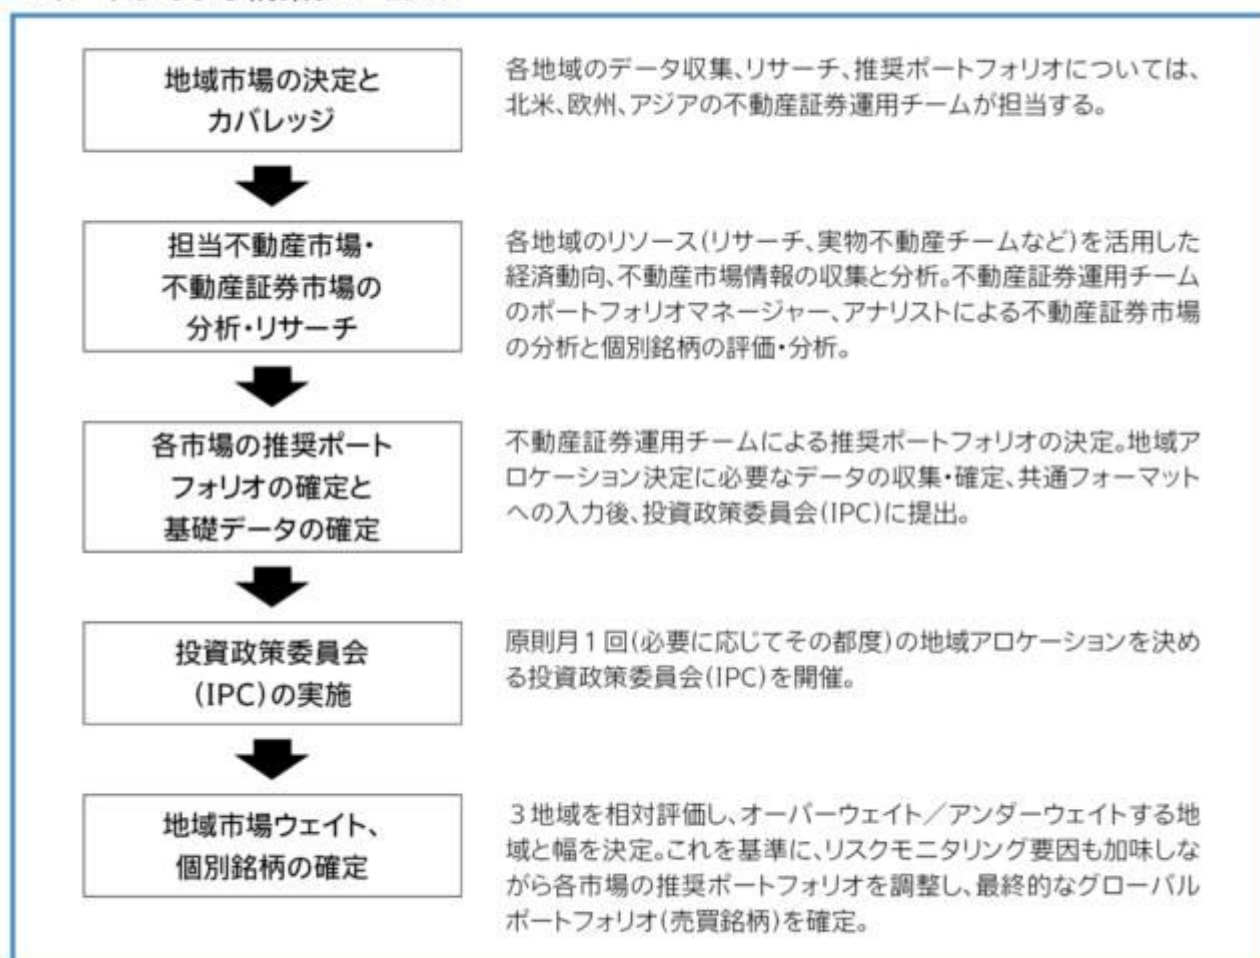 地域市場の決定と
カバレッジ
各地域のデータ収集、リサーチ、推奨ポートフォリオについては、
北米、欧州、アジアの不動産証券運用チームが担当する。
担当不動産市場・
不動産証券市場の
分析・リサーチ
各地域のリソース(リサーチ、実物不動産チームなど)を活用した
経済動向、不動産市場情報の収集と分析。不動産証券運用チーム
のポートフォリオマネージャー、アナリストによる不動産証券市場
の分析と個別銘柄の評価・分析。
各市場の推奨ポート
フォリオの確定と
基礎データの確定
不動産証券運用チームによる推奨ポートフォリオの決定。地域ア
ロケーション決定に必要なデータの収集・確定、共通フォーマット
への入力後、投資政策委員会(IPC)に提出。
投資政策委員会
(IPC)の実施
原則月1回(必要に応じてその都度)の地域アロケーションを決め
る投資政策委員会(IPC)を開催。
地域市場ウェイト、
個別銘柄の確定
3地域を相対評価し、オーバーウェイト/アンダーウェイトする地
域と幅を決定。これを基準に、リスクモニタリング要因も加味しな
がら各市場の推奨ポートフォリオを調整し、最終的なグローバル
ポートフォリオ(売買銘柄)を確定。